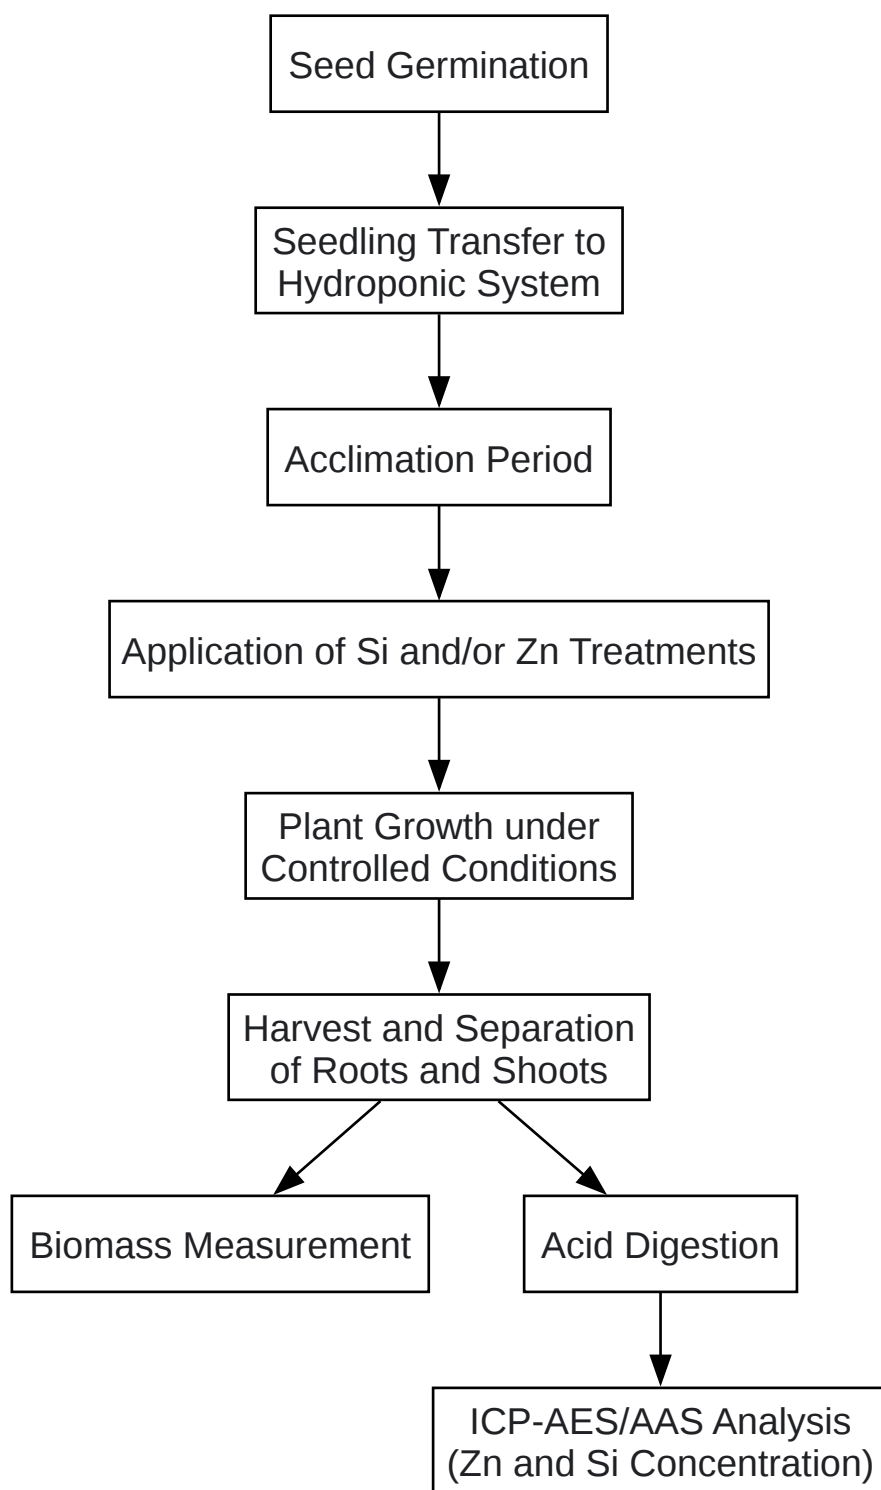 Seed Germination
Seedling Transfer to
Hydroponic System
Acclimation Period
Application of Si and/or Zn Treatments
Plant Growth under
Controlled Conditions
Harvest and Separation
of Roots and Shoots
Biomass Measurement
Acid Digestion
ICP-AES/AAS Analysis
(Zn and Si Concentration)